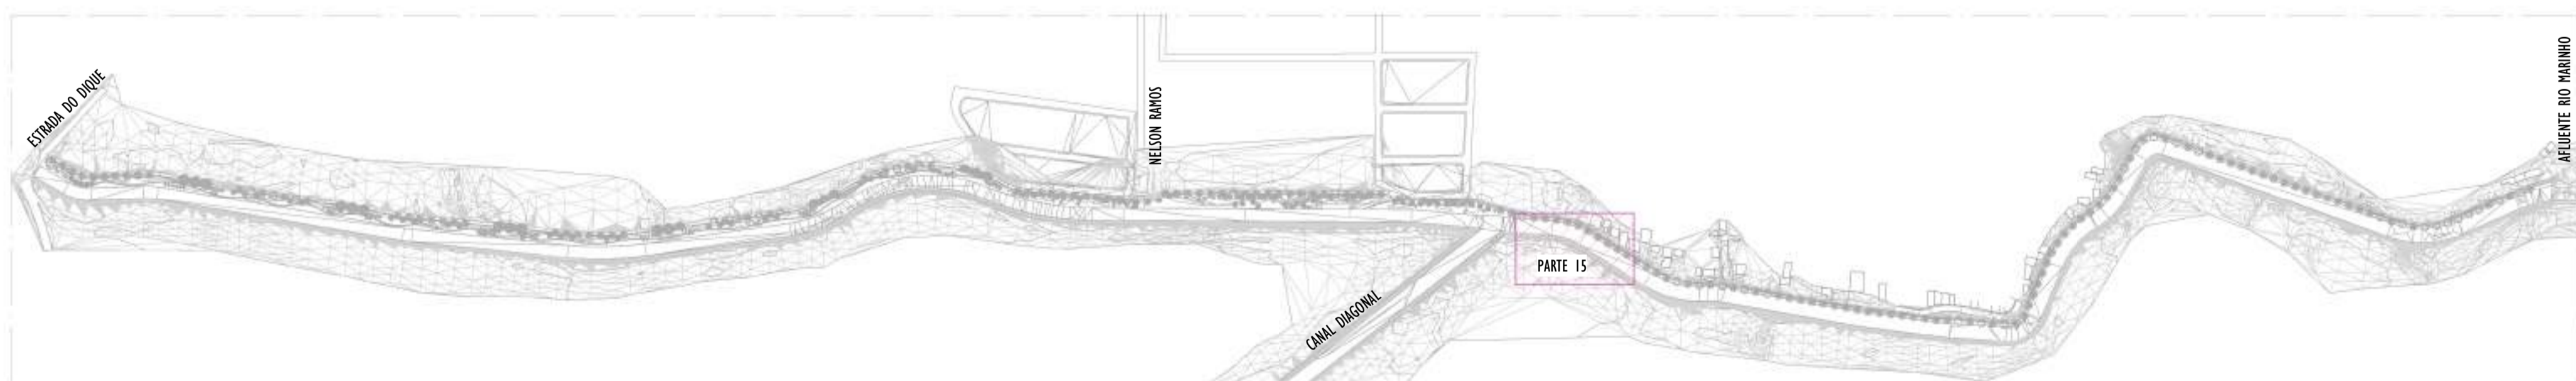 ESTRADA DO DIQUE
NELSON RAMOS
CANAL DIAGONAL
PARTE 15
AFLUENTE RIO MARINHO